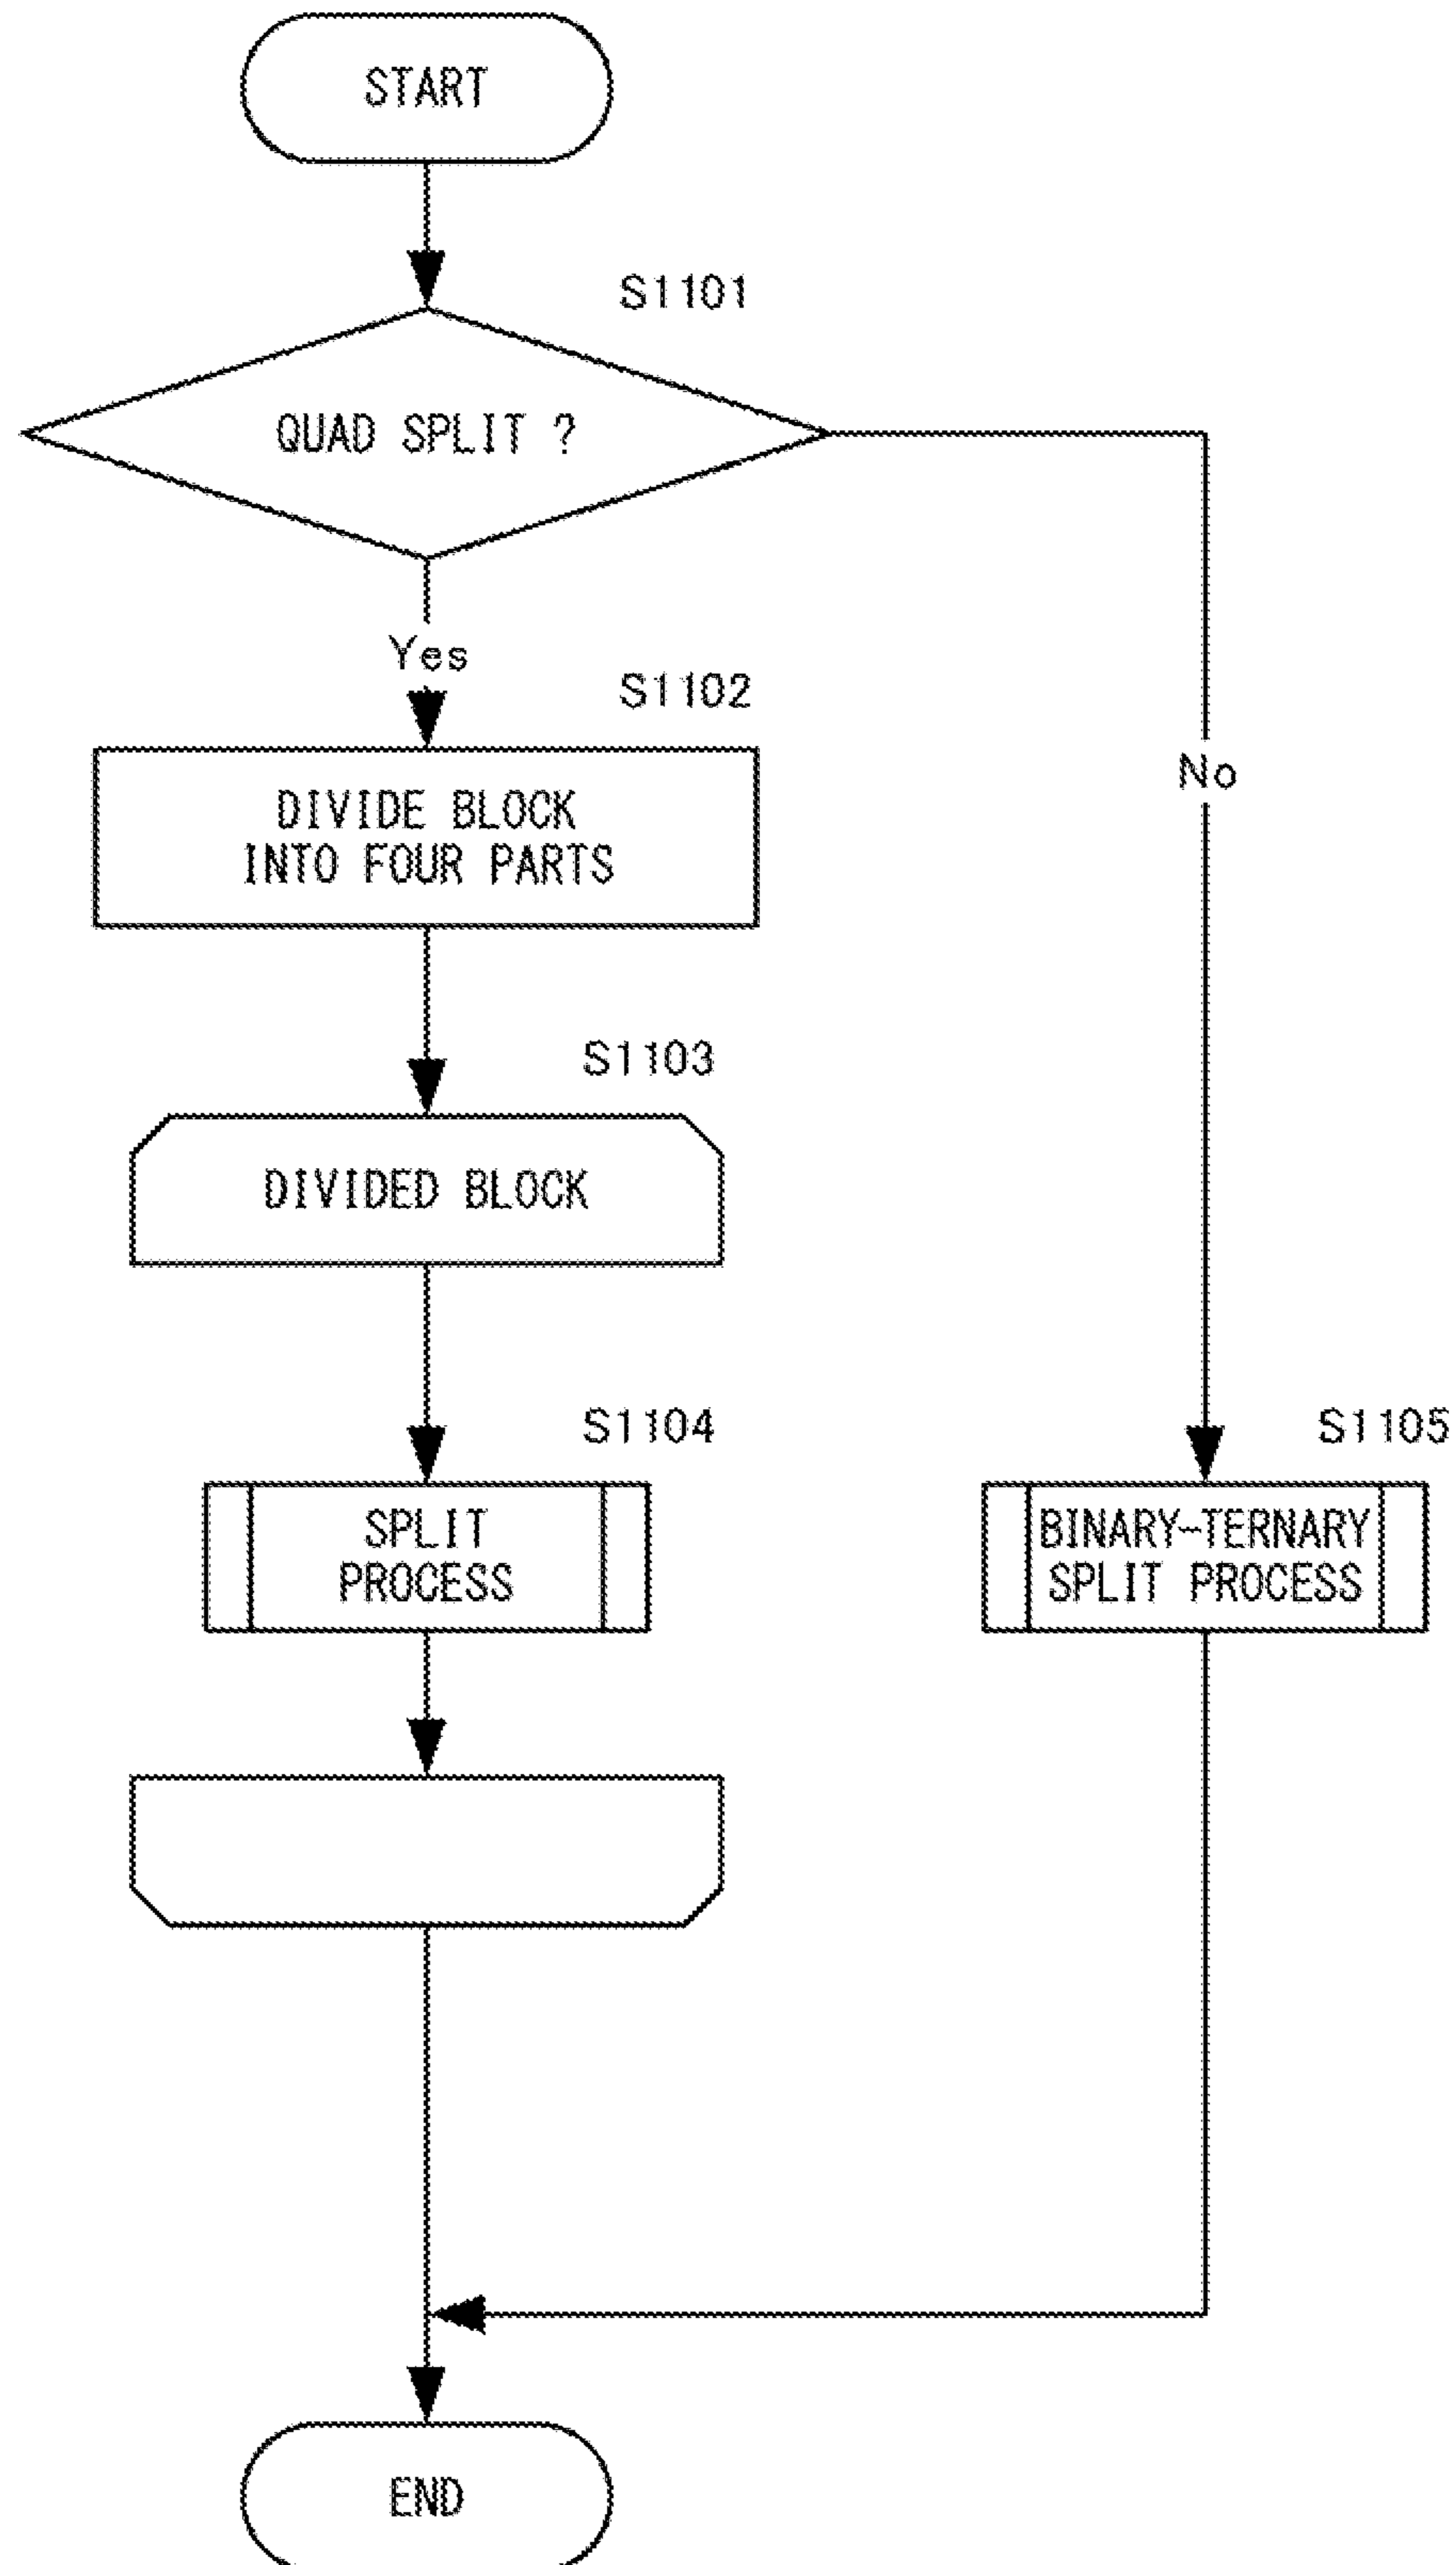 START
S1101
QUAD SPLIT ?
Yes
S1102
No
DIVIDE BLOCK
INTO FOUR PARTS
S1103
DIVIDED BLOCK
S1104
SPLIT
PROCESS
S1105
BINARY-TERNARY
SPLIT PROCESS
END